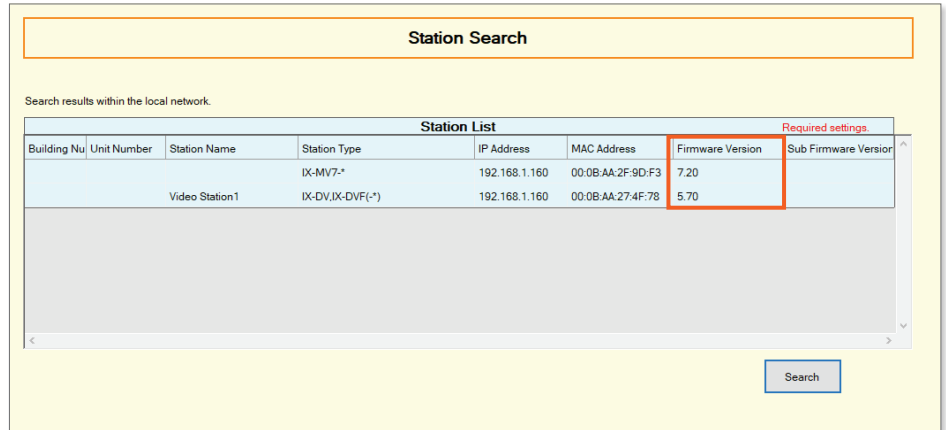 Station Search
Search results within the local network.
Station List
Required settings.
Building Nu Unit Number Station Name Station Type IP Address MAC Address Firmware Version Sub Firmware Version
IX-MV7-* 192.168.1.160 00:0B:AA:2F:9D:F3 7.20
Video Station1 IX-DV,IX-DVF(-*) 192.168.1.160 00:0B:AA:27:4F:78 5.70
Search